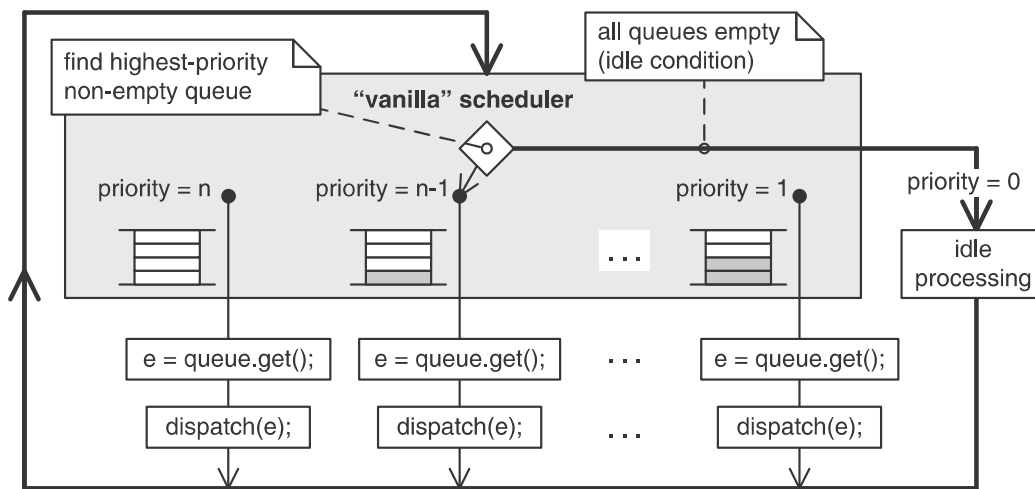 find highest-priority
non-empty queue
all queues empty
(idle condition)
“vanilla” scheduler
priority = n
priority = n-1
priority = 1
priority = 0
...
idle
processing
e = queue.get();
e = queue.get();
...
e = queue.get();
dispatch(e);
dispatch(e);
...
dispatch(e);